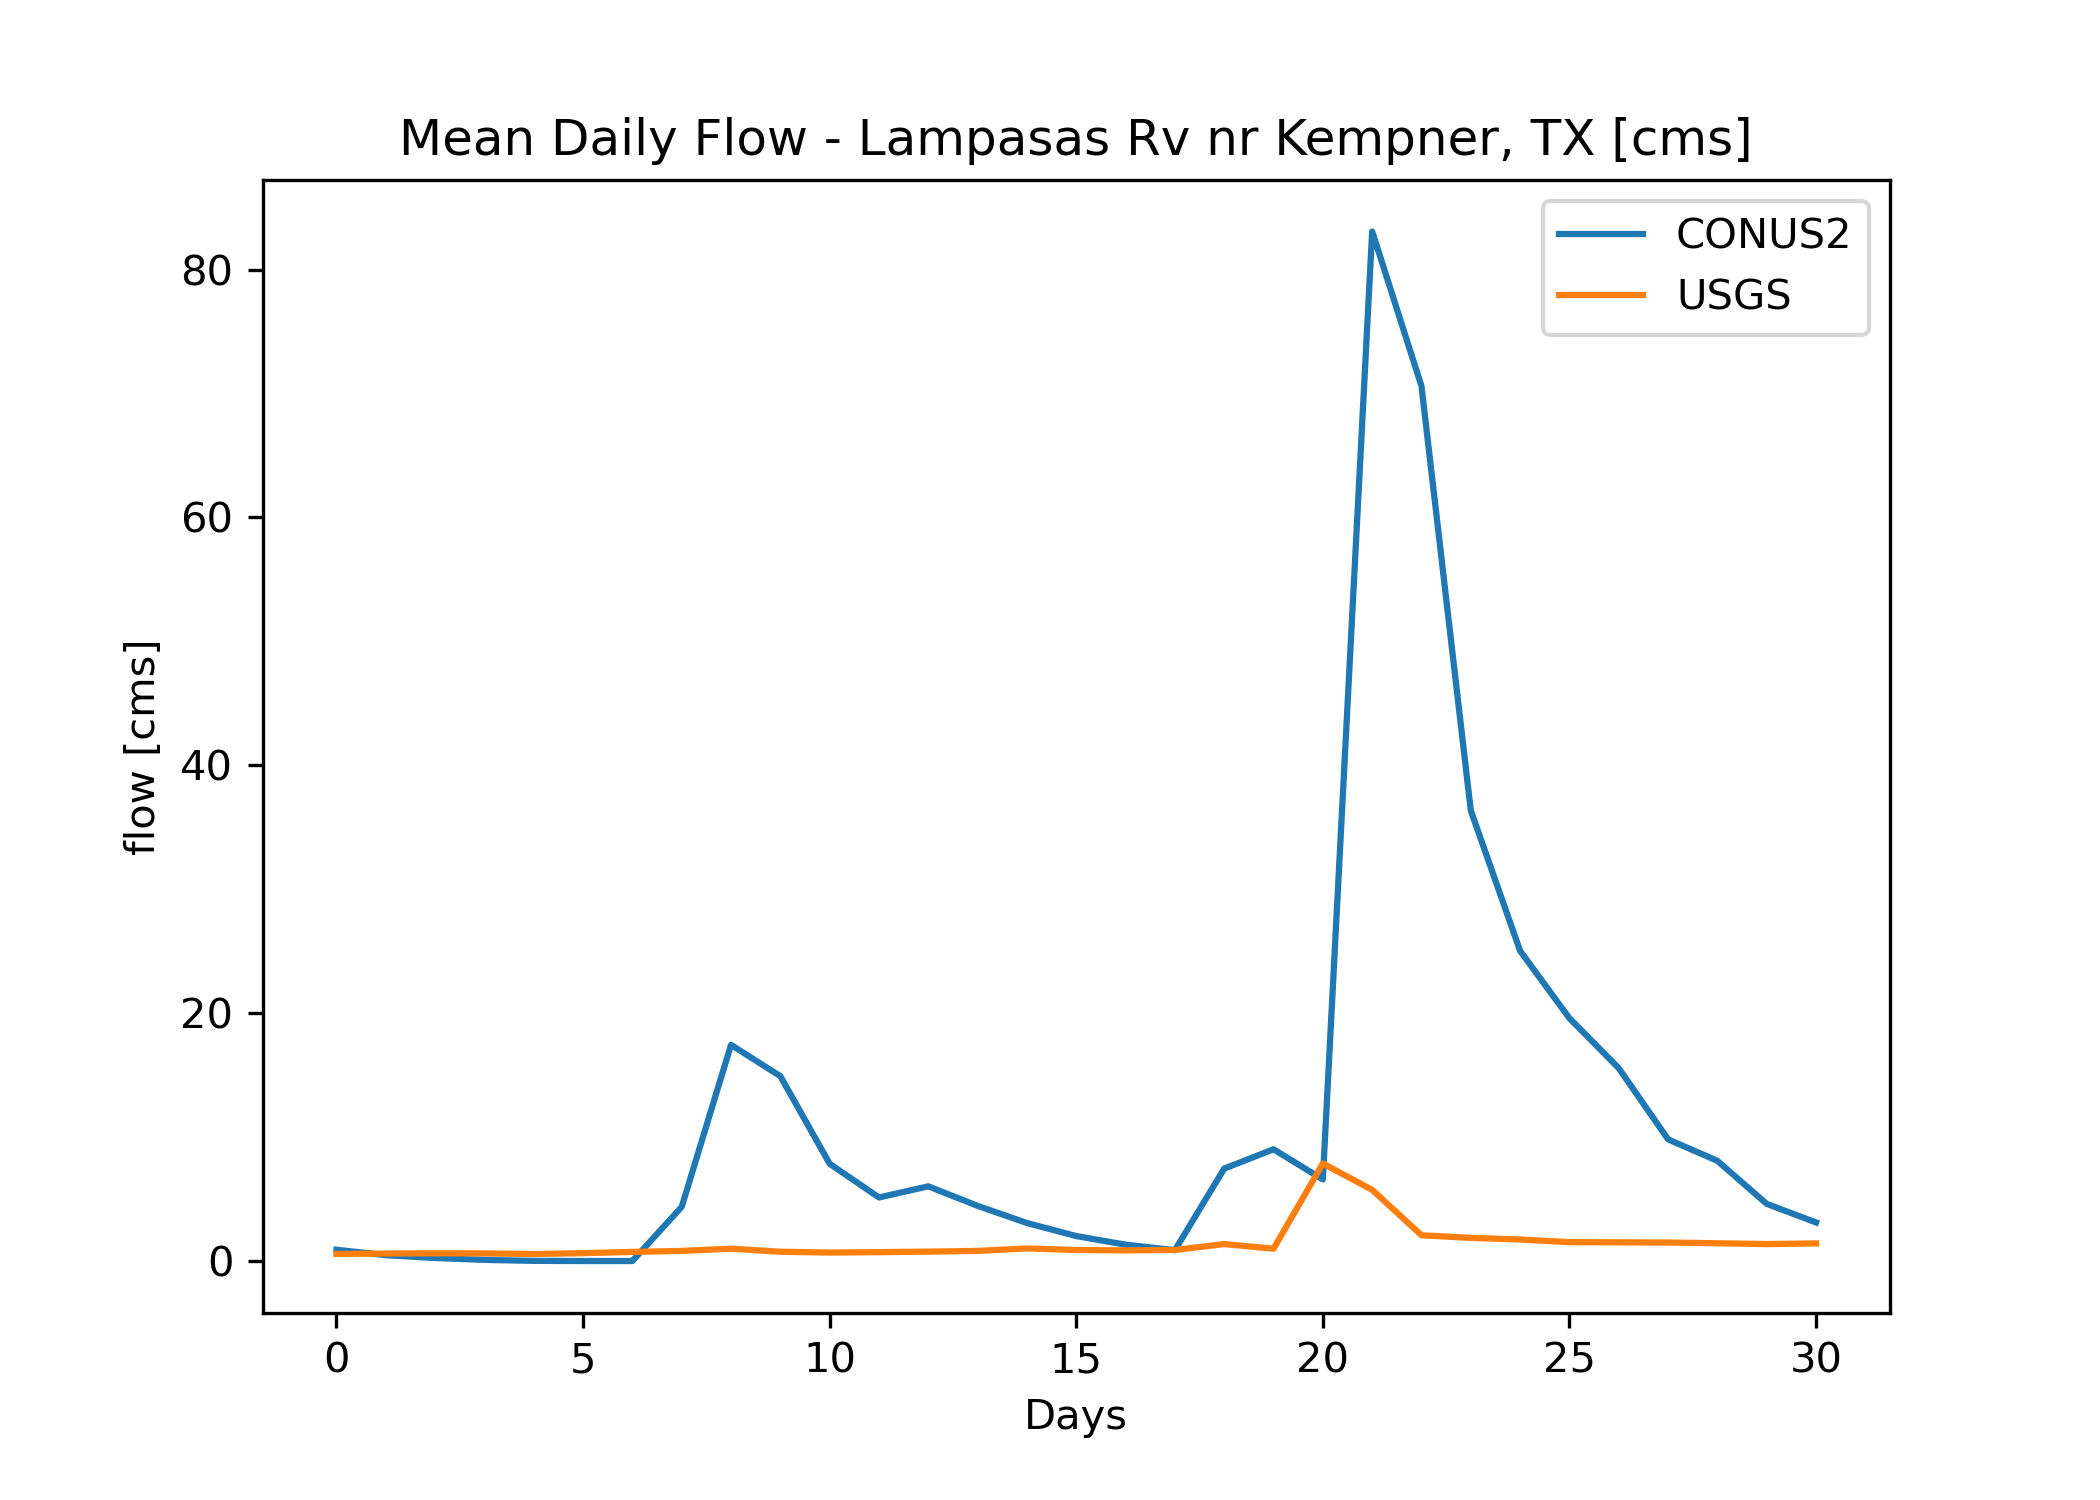 Mean Daily Flow - Lampasas Rv nr Kempner, TX [cms]
CONUS2
USGS
flow [cms]
80
60
40
20
0
0 5 10 15 20 25 30
Days